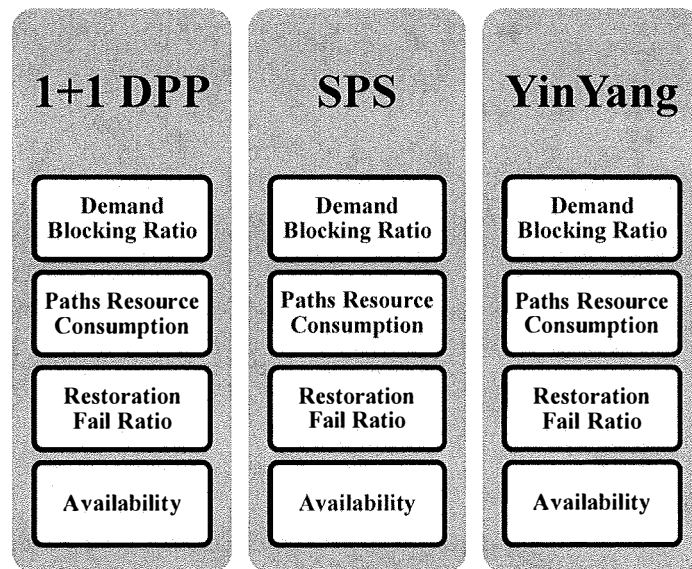 1+1 DPP
Demand
Blocking Ratio
Paths Resource
Consumption
Restoration
Fail Ratio
Availability
SPS
Demand
Blocking Ratio
Paths Resource
Consumption
Restoration
Fail Ratio
Availability
YinYang
Demand
Blocking Ratio
Paths Resource
Consumption
Restoration
Fail Ratio
Availability